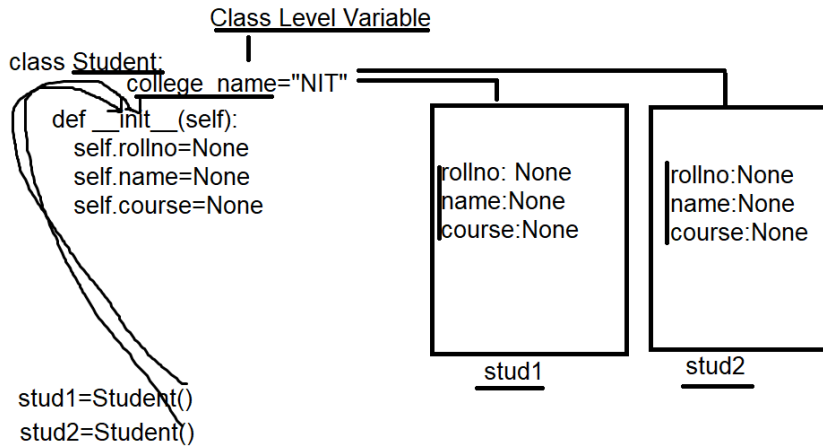 Class Level Variable
class Student:
college_name="NIT"
def __init__(self):
self.rollno=None
self.name=None
self.course=None
stud1=Student()
stud2=Student()
rollno: None
name:None
course:None
stud1
rollno:None
name:None
course:None
stud2